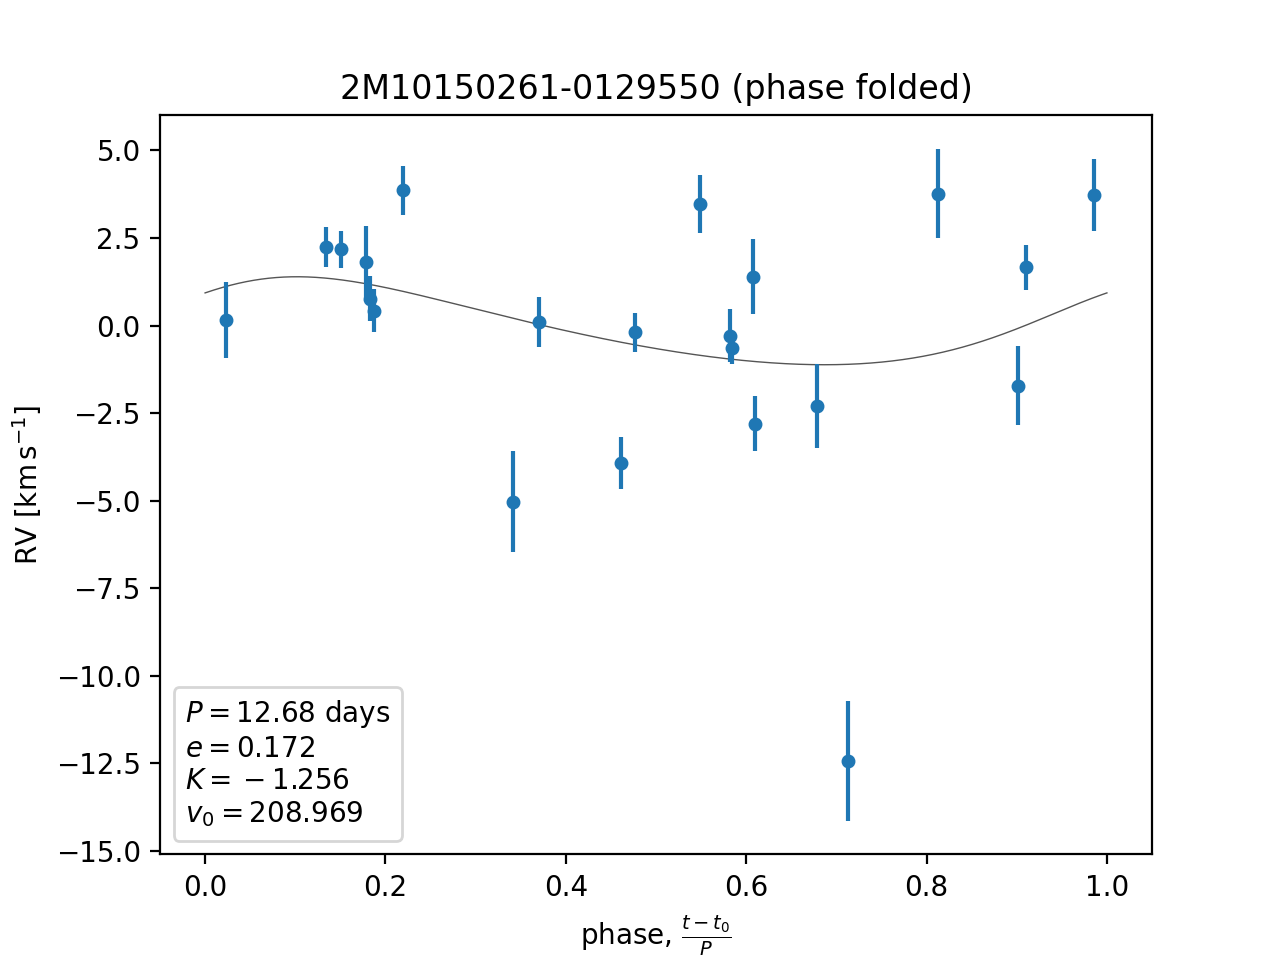 2M10150261-0129550 (phase folded)
RV [km s⁻¹]
5.0
2.5
0.0
−2.5
−5.0
−7.5
−10.0
−12.5
−15.0
P = 12.68 days
e = 0.172
K = −1.256
v₀ = 208.969
0.0 0.2 0.4 0.6 0.8 1.0
phase, (t − t₀)/P